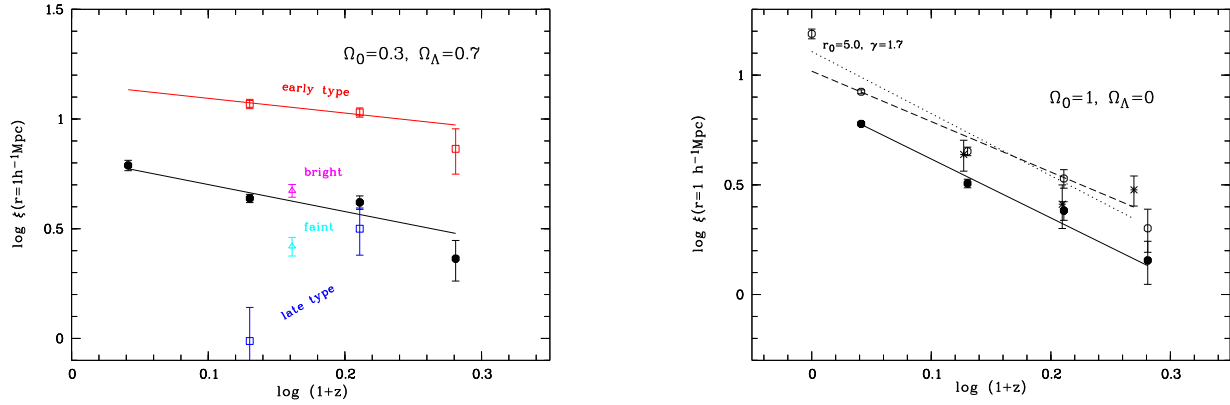 1.5
1
0.5
0
log ξ(r=1h⁻¹Mpc)
Ω₀=0.3, Ω_Λ=0.7
early type
bright
faint
late type
0 0.1 0.2 0.3
log (1+z)
1
0.5
0
log ξ(r=1 h⁻¹Mpc)
r₀=5.0, γ=1.7
Ω₀=1, Ω_Λ=0
0 0.1 0.2 0.3
log (1+z)